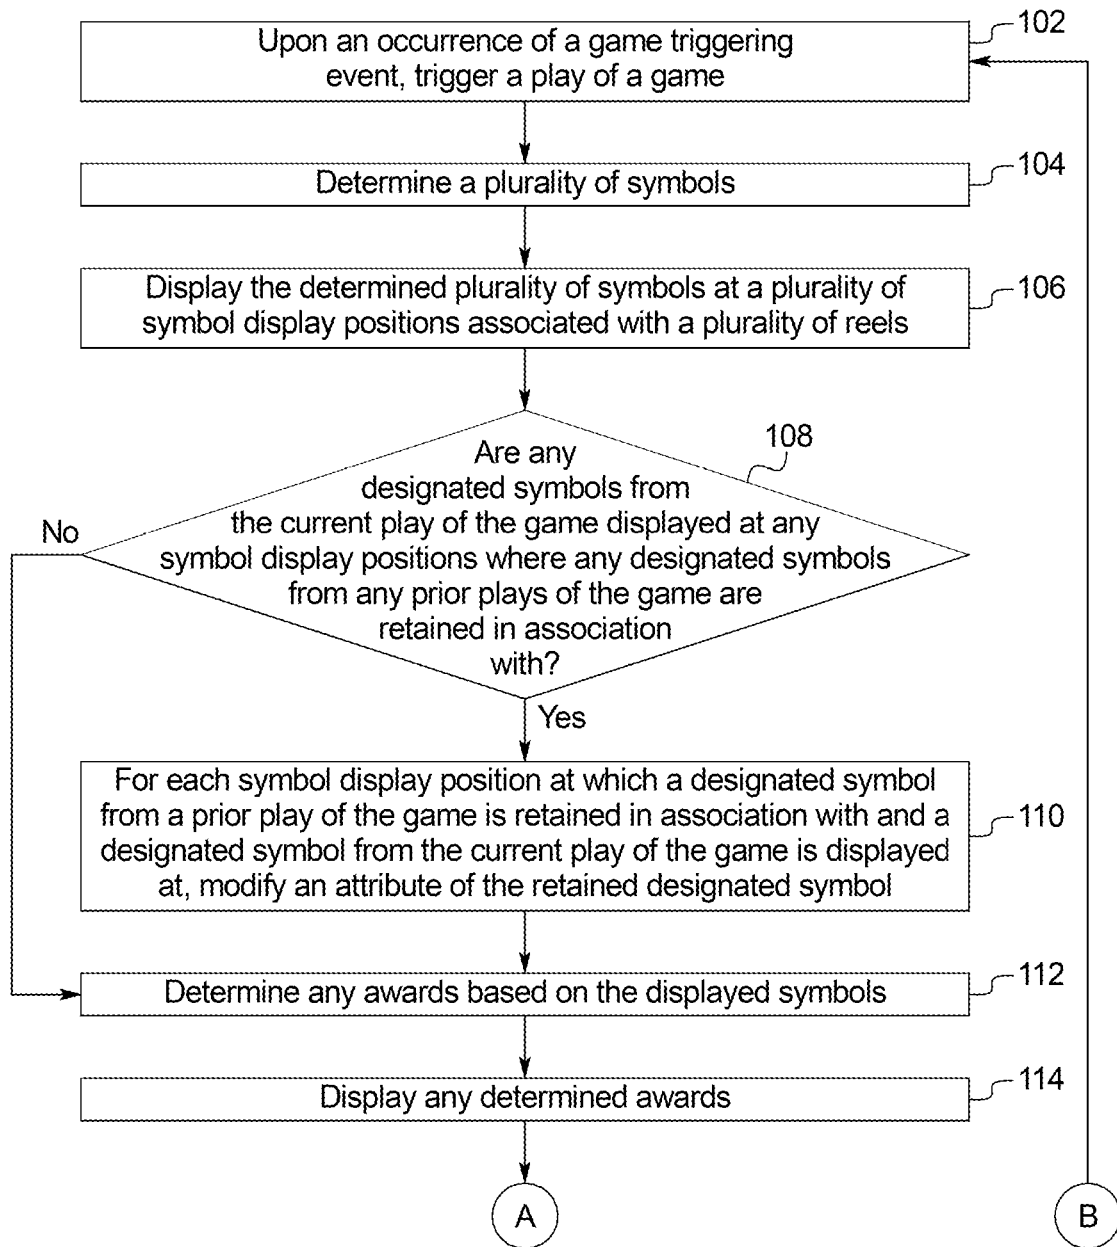 102
Upon an occurrence of a game triggering
event, trigger a play of a game
104
Determine a plurality of symbols
106
Display the determined plurality of symbols at a plurality of
symbol display positions associated with a plurality of reels
108
Are any
designated symbols from
the current play of the game displayed at any
symbol display positions where any designated symbols
from any prior plays of the game are
retained in association
with?
No
Yes
For each symbol display position at which a designated symbol
from a prior play of the game is retained in association with and a
designated symbol from the current play of the game is displayed
at, modify an attribute of the retained designated symbol
110
Determine any awards based on the displayed symbols
112
Display any determined awards
114
A
B